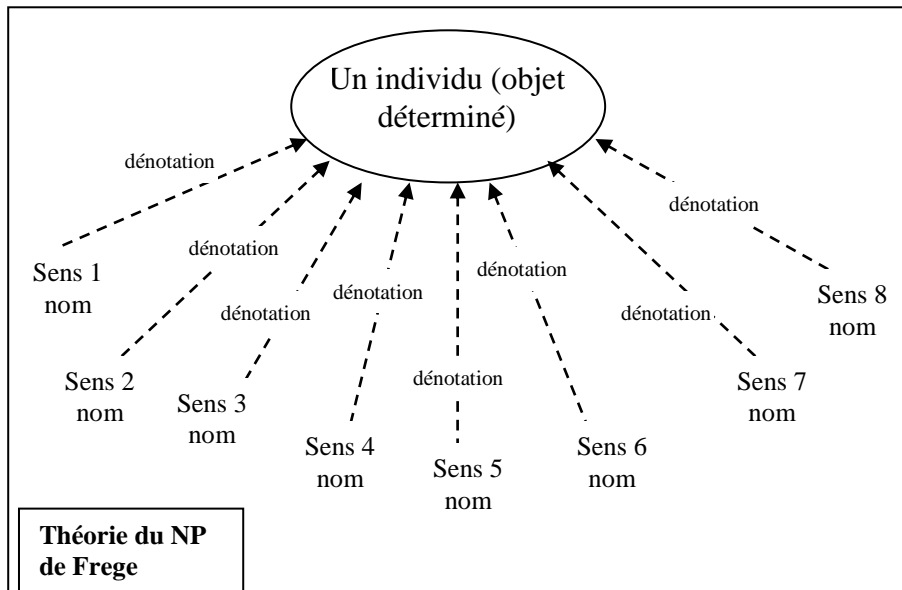 Un individu (objet
déterminé)
dénotation
dénotation
dénotation
dénotation
dénotation
dénotation
dénotation
Sens 1
nom
Sens 2
nom
Sens 3
nom
Sens 4
nom
Sens 5
nom
Sens 6
nom
Sens 7
nom
Sens 8
nom
Théorie du NP
de Frege